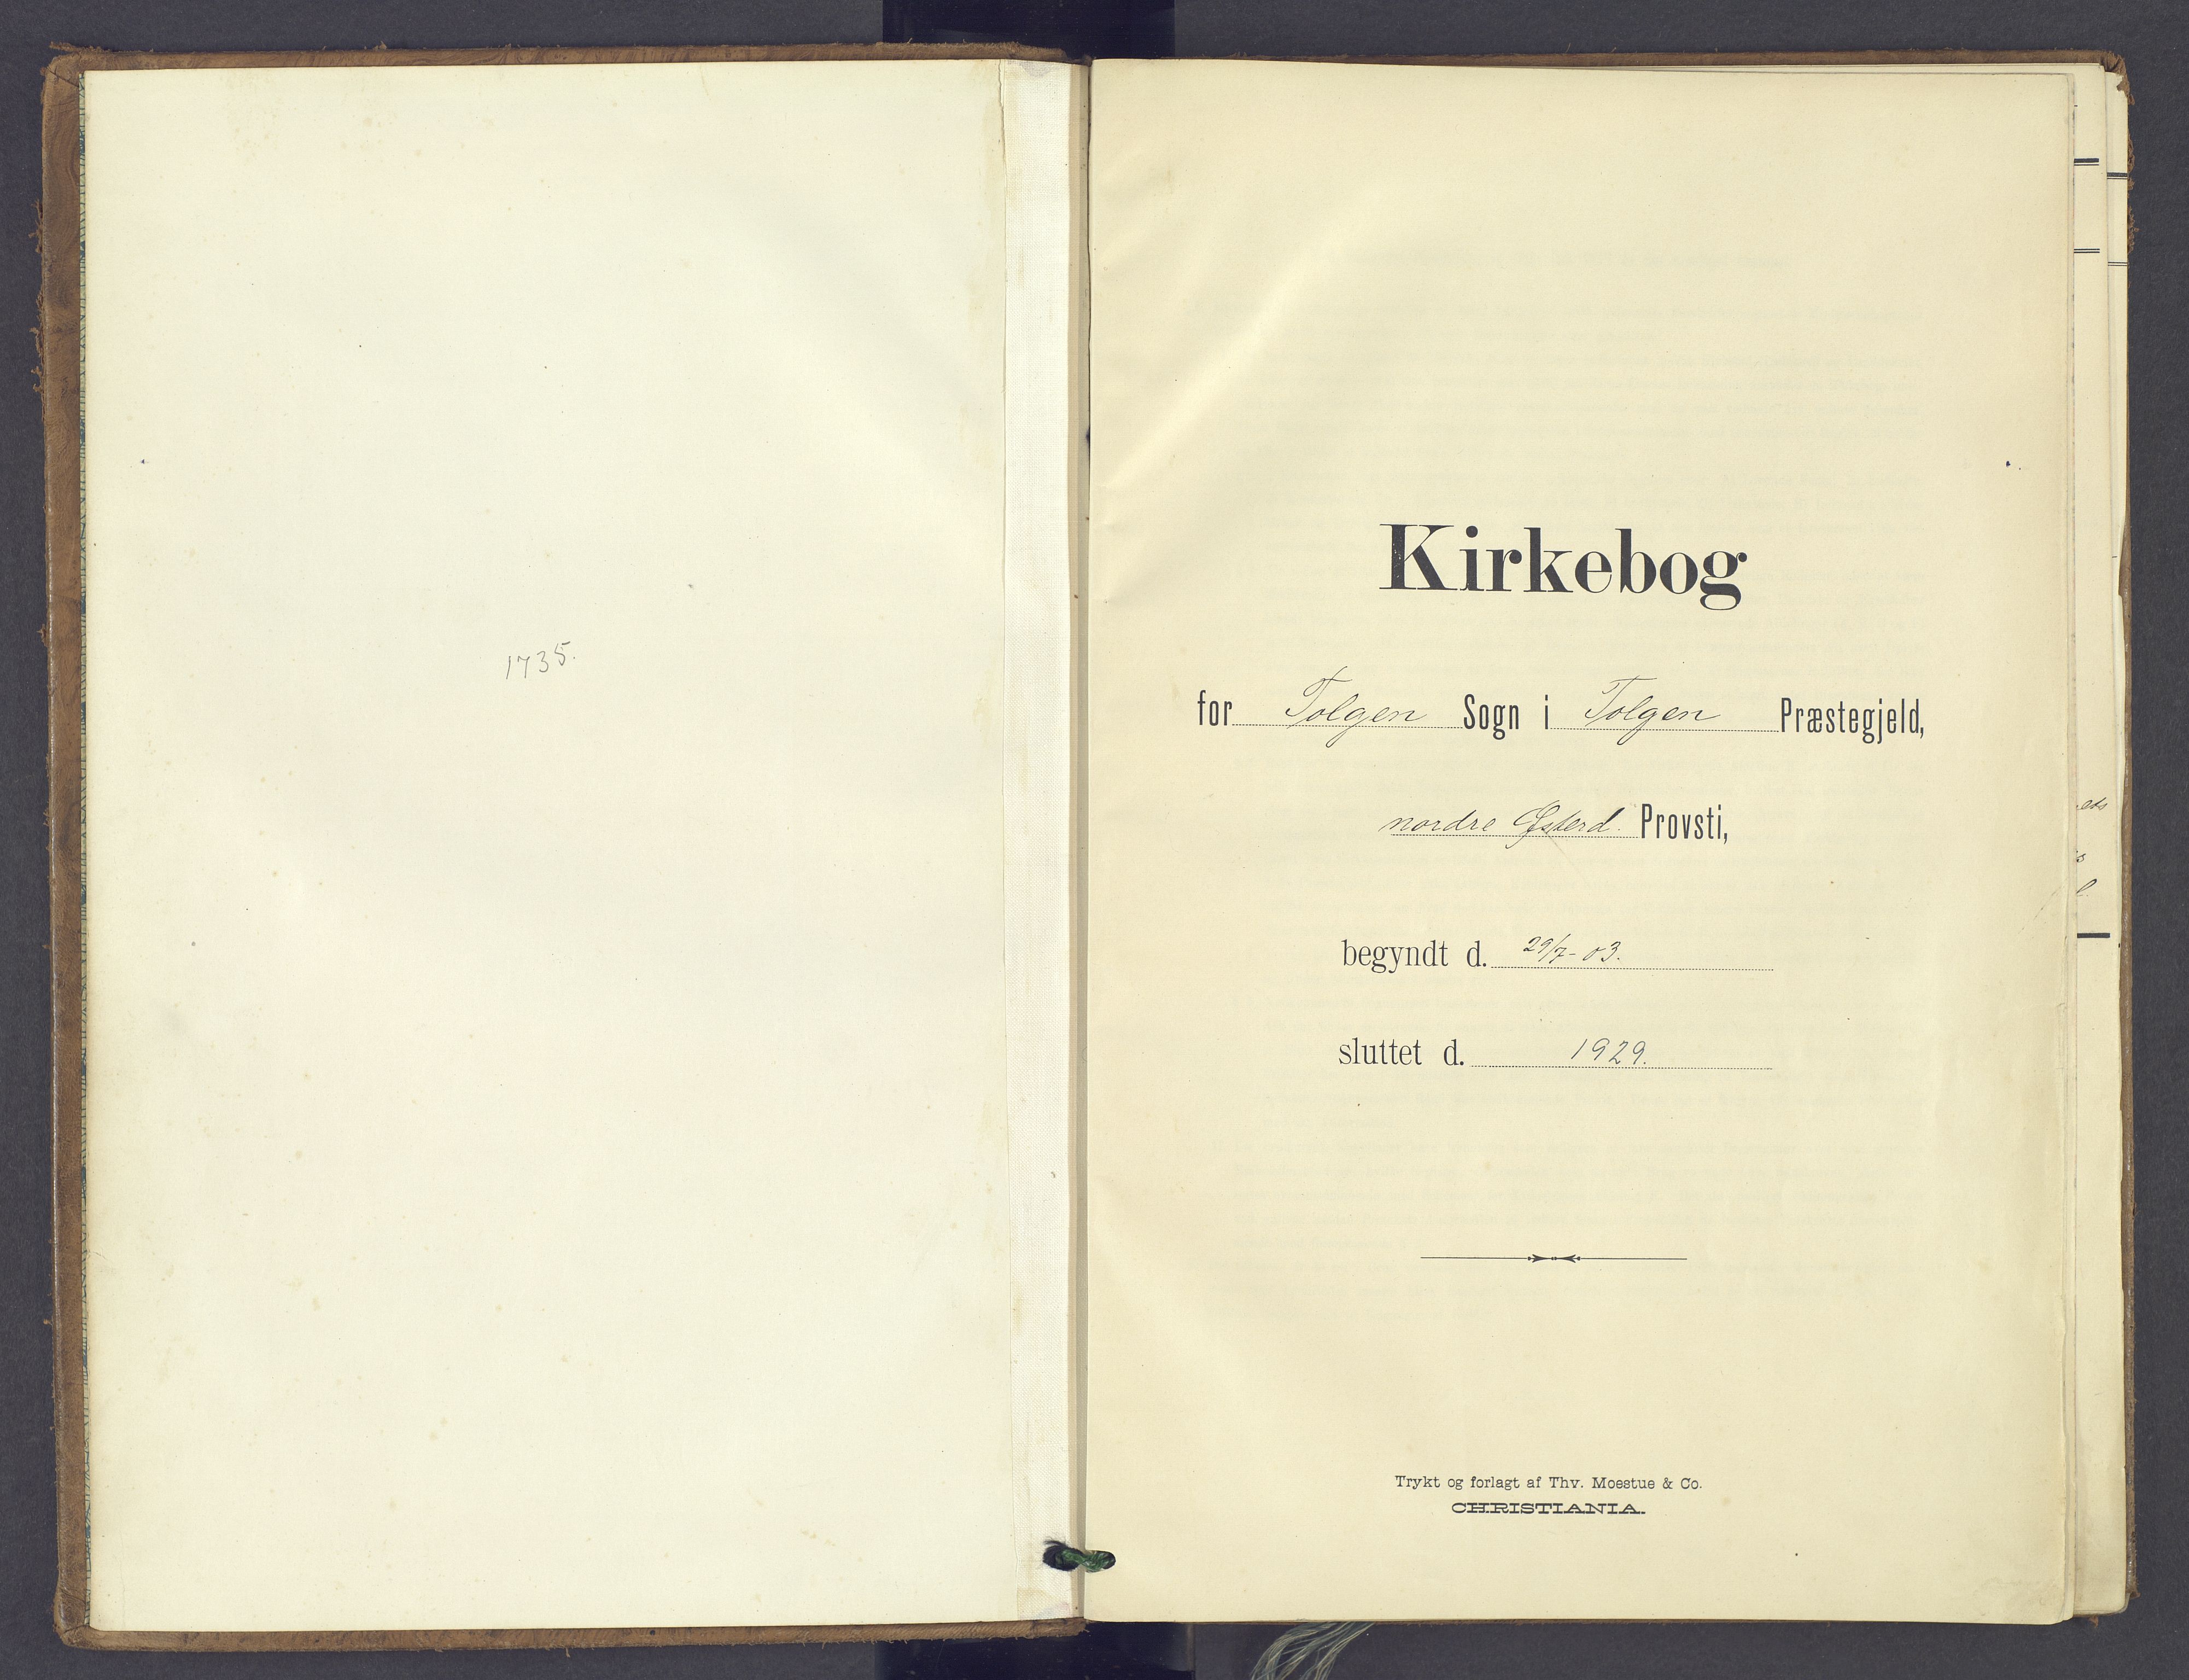 1735.
Kirkebog
for Tolgen Sogn i Tolgen Præstegjeld,
nordre Østerd. Provsti,
begyndt d. 29/7-03.
sluttet d. 1929.
Trykt og forlagt af Thv. Moestue & Co.
CHRISTIANIA.